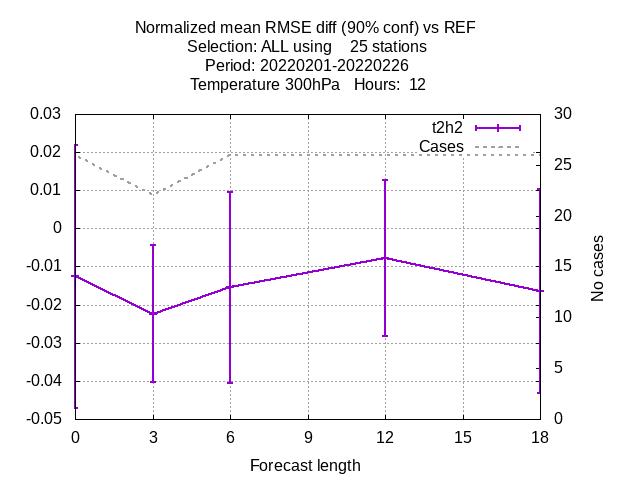 Normalized mean RMSE diff (90% conf) vs REF
Selection: ALL using    25 stations
Period: 20220201-20220226
Temperature 300hPa   Hours:  12
0.03
0.02
0.01
0
-0.01
-0.02
-0.03
-0.04
-0.05
t2h2
Cases
30
25
20
15
10
5
0
No cases
0 3 6 9 12 15 18
Forecast length